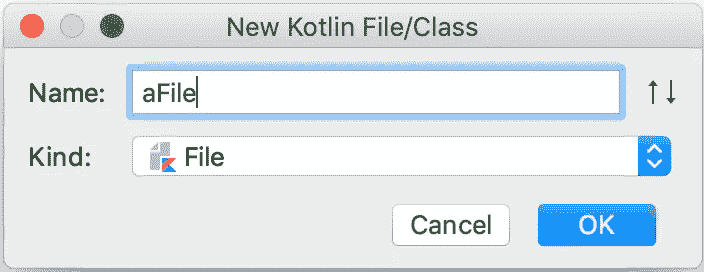 New Kotlin File/Class
Name: aFile
Kind: File
Cancel OK